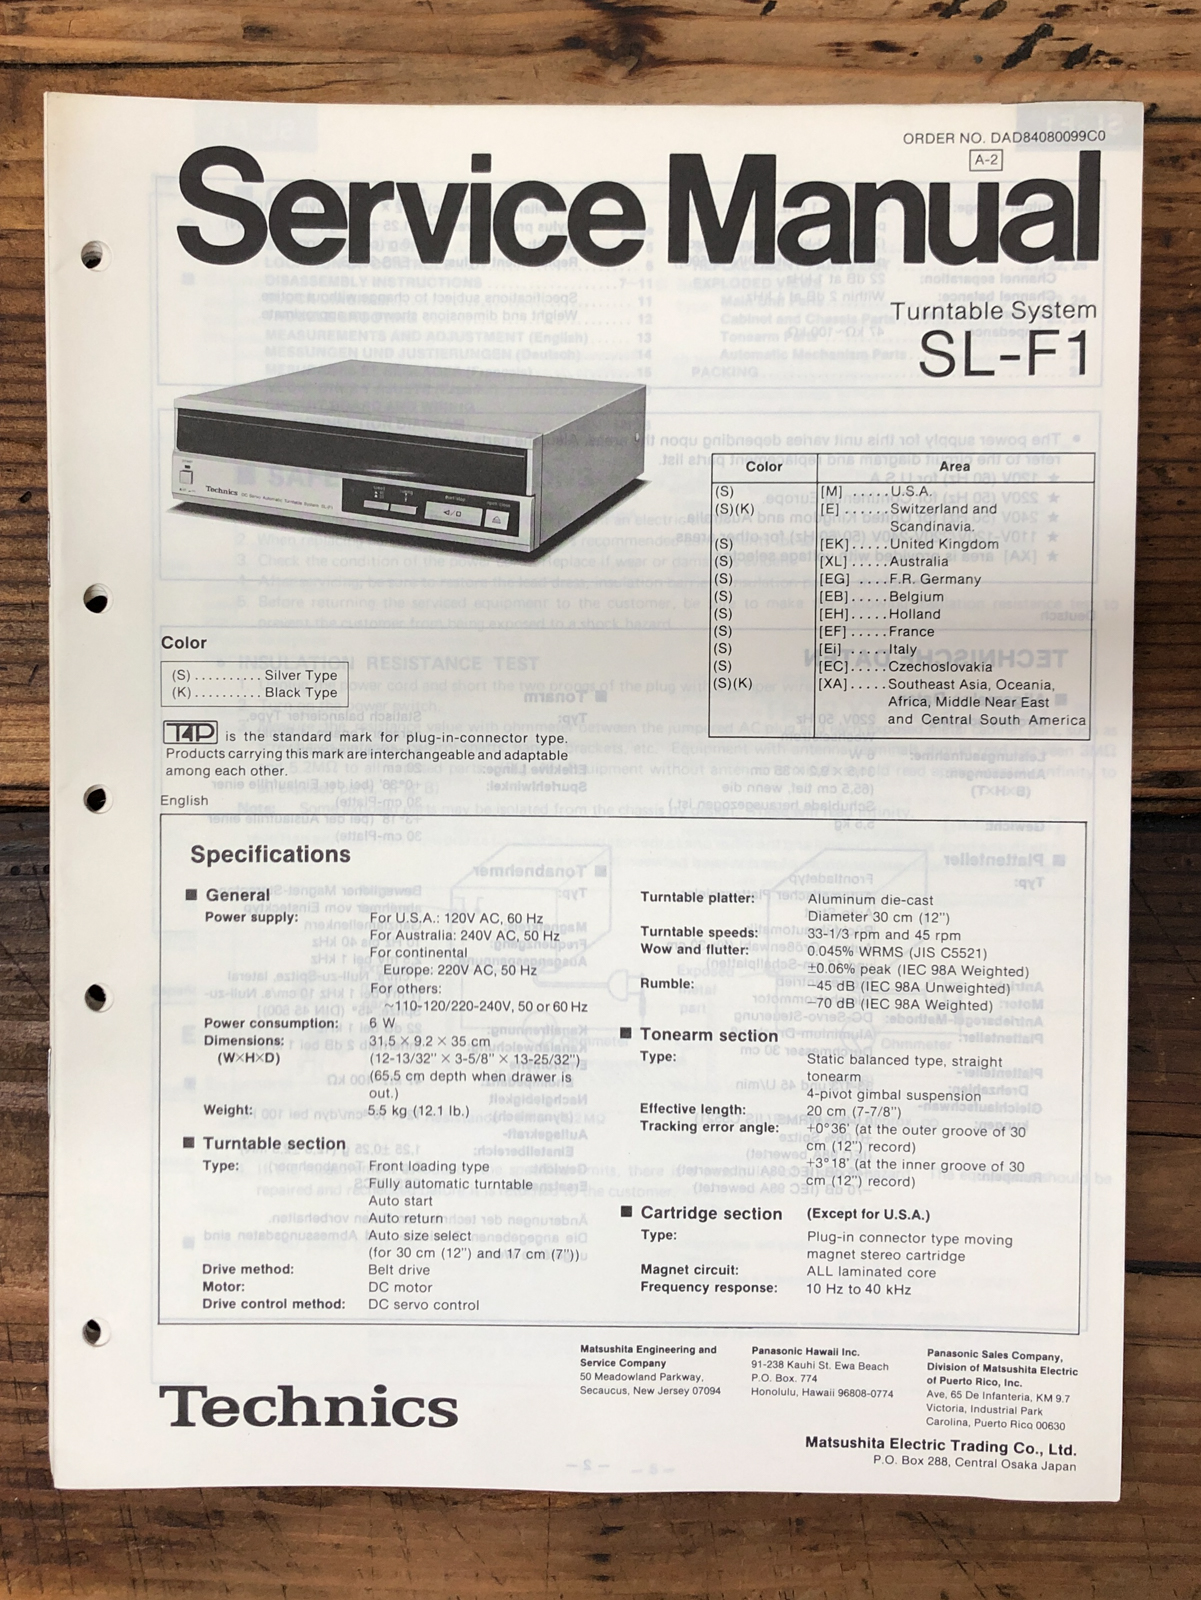 ORDER NO. DAD84080099C0
A-2
Service Manual
Turntable System
SL-F1
Technics
Color Area
(S) [M] .....U.S.A.
(S)(K) [E] ......Switzerland and
Scandinavia.
(S) [EK].....United Kingdom
(S) [XL].....Australia
(S) [EG] ....F.R. Germany
(S) [EB].....Belgium
(S) [EH].....Holland
(S) [EF].....France
(S) [Ei].....Italy
(S) [EC].....Czechoslovakia
(S)(K) [XA].....Southeast Asia, Oceania,
Africa, Middle Near East
and Central South America
Color
(S) .......... Silver Type
(K) .......... Black Type
T4P is the standard mark for plug-in-connector type.
Products carrying this mark are interchangeable and adaptable
among each other.
English
Specifications
■ General
Power supply: For U.S.A.: 120V AC, 60 Hz
For Australia: 240V AC, 50 Hz
For continental
Europe: 220V AC, 50 Hz
For others:
~110-120/220-240V, 50 or 60 Hz
Power consumption: 6 W
Dimensions: 31.5 × 9.2 × 35 cm
(W×H×D) (12-13/32" × 3-5/8" × 13-25/32")
(65.5 cm depth when drawer is
out.)
Weight: 5.5 kg (12.1 lb.)
■ Turntable section
Type: Front loading type
Fully automatic turntable
Auto start
Auto return
Auto size select
(for 30 cm (12") and 17 cm (7"))
Drive method: Belt drive
Motor: DC motor
Drive control method: DC servo control
Turntable platter: Aluminum die-cast
Diameter 30 cm (12")
Turntable speeds: 33-1/3 rpm and 45 rpm
Wow and flutter: 0.045% WRMS (JIS C5521)
±0.06% peak (IEC 98A Weighted)
Rumble: −45 dB (IEC 98A Unweighted)
−70 dB (IEC 98A Weighted)
■ Tonearm section
Type: Static balanced type, straight
tonearm
4-pivot gimbal suspension
Effective length: 20 cm (7-7/8")
Tracking error angle: +0°36' (at the outer groove of 30
cm (12") record)
+3°18' (at the inner groove of 30
cm (12") record)
■ Cartridge section (Except for U.S.A.)
Type: Plug-in connector type moving
magnet stereo cartridge
Magnet circuit: ALL laminated core
Frequency response: 10 Hz to 40 kHz
Technics
Matsushita Engineering and
Service Company
50 Meadowland Parkway,
Secaucus, New Jersey 07094
Panasonic Hawaii Inc.
91-238 Kauhi St. Ewa Beach
P.O. Box. 774
Honolulu, Hawaii 96808-0774
Panasonic Sales Company,
Division of Matsushita Electric
of Puerto Rico, Inc.
Ave, 65 De Infanteria, KM 9.7
Victoria, Industrial Park
Carolina, Puerto Rico 00630
Matsushita Electric Trading Co., Ltd.
P.O. Box 288, Central Osaka Japan